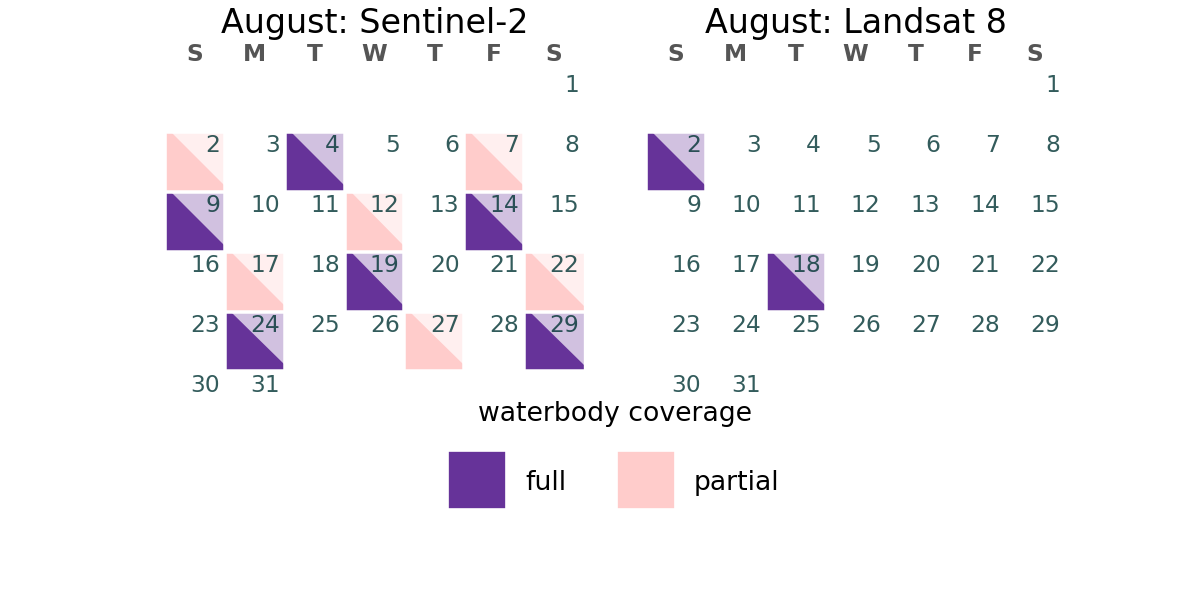 August: Sentinel-2
S M T W T F S
1
2 3 4 5 6 7 8
9 10 11 12 13 14 15
16 17 18 19 20 21 22
23 24 25 26 27 28 29
30 31
August: Landsat 8
S M T W T F S
1
2 3 4 5 6 7 8
9 10 11 12 13 14 15
16 17 18 19 20 21 22
23 24 25 26 27 28 29
30 31
waterbody coverage
full
partial